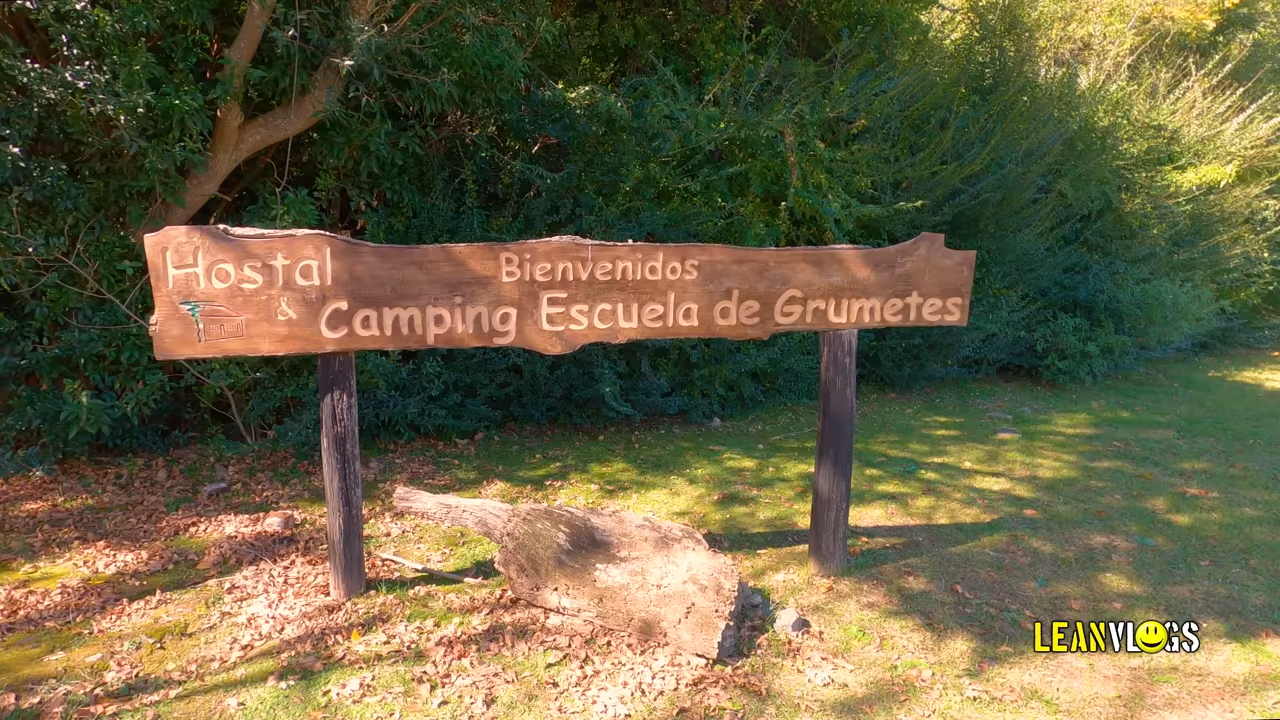 Hostal
&
Bienvenidos
Camping Escuela de Grumetes
LEANVLOGS